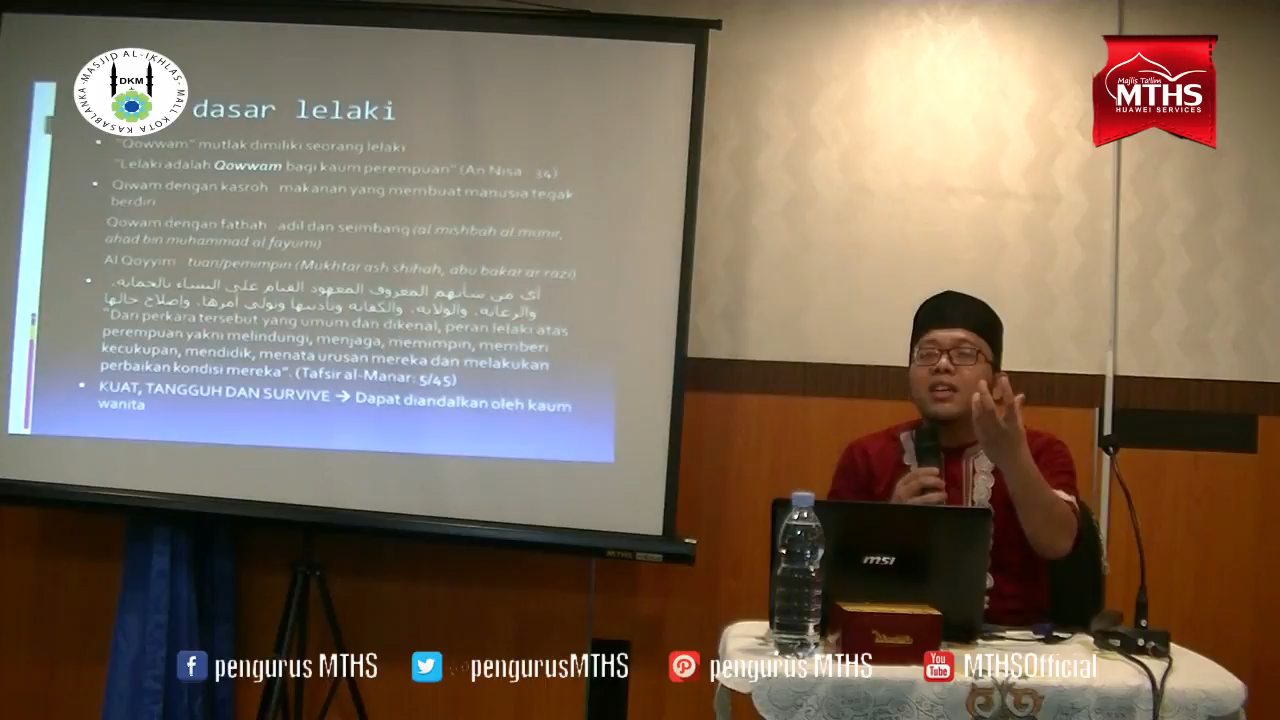 MASJID AL-IKHLAS
DKM
MALL KOTA KASABLANKA
Majlis Ta'lim
MTHS
HUAWEI SERVICES
dasar lelaki
"Qowwam" mutlak dimiliki seorang lelaki
"Lelaki adalah Qowwam bagi kaum perempuan" (An Nisa : 34)
Qiwam dengan kasroh : makanan yang membuat manusia tegak
berdiri
Qowam dengan fathah : adil dan seimbang (al mishbah al munir,
ahad bin muhammad al fayumi)
Al Qoyyim : tuan/pemimpin (Mukhtar ash shihah, abu bakar ar razi)
أي من شأنهم المعروف المعهود القيام على النساء بالحماية،
والرعاية، والولاية، والكفاية وتأديبها وتولى أمرها، وإصلاح حالها
"Dari perkara tersebut yang umum dan dikenal, peran lelaki atas
perempuan yakni melindungi, menjaga, memimpin, memberi
kecukupan, mendidik, menata urusan mereka dan melakukan
perbaikan kondisi mereka". (Tafsir al-Manar: 5/45)
KUAT, TANGGUH DAN SURVIVE → Dapat diandalkan oleh kaum
wanita
msi
pengurus MTHS
pengurusMTHS
pengurus MTHS
You
Tube
MTHSOfficial